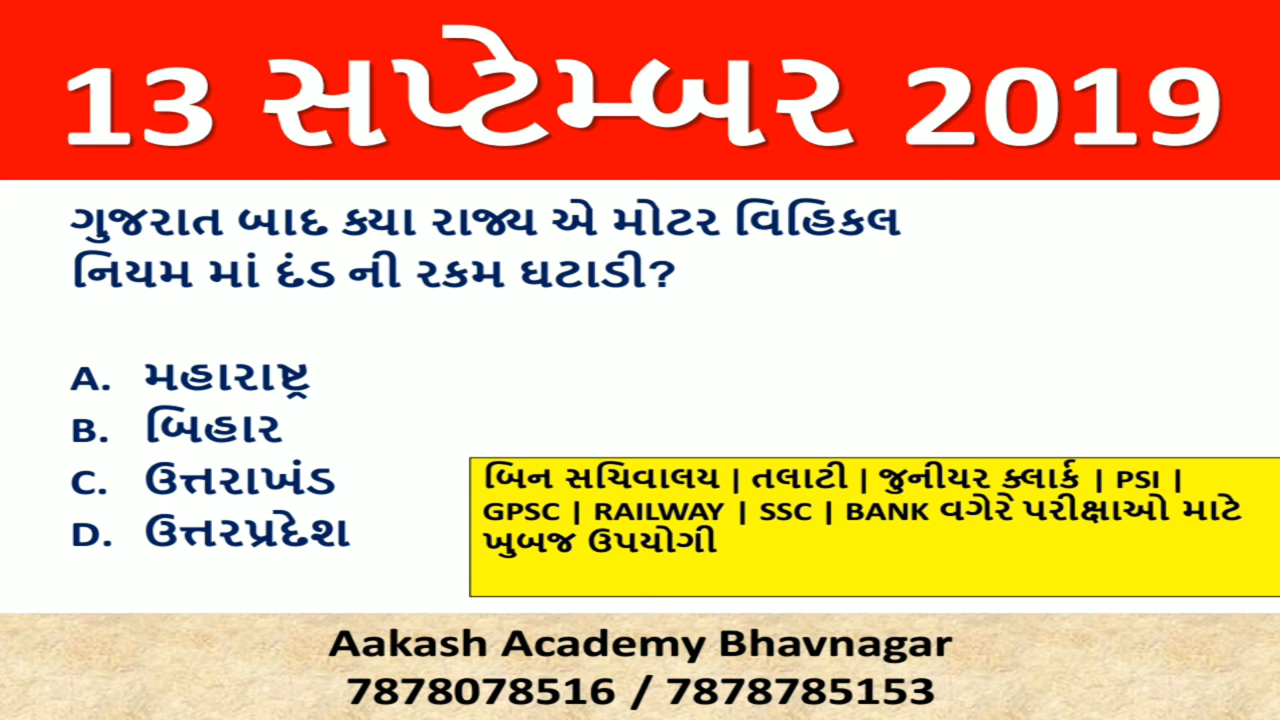 13 સપ્ટેમ્બર 2019
ગુજરાત બાદ ક્યા રાજ્ય એ મોટર વિહિકલ
નિયમ માં દંડ ની રકમ ઘટાડી?
A. મહારાષ્ટ્ર
B. બિહાર
C. ઉત્તરાખંડ
D. ઉત્તરપ્રદેશ
બિન સચિવાલય | તલાટી | જુનીયર ક્લાર્ક | PSI |
GPSC | RAILWAY | SSC | BANK વગેરે પરીક્ષાઓ માટે
ખુબજ ઉપયોગી
Aakash Academy Bhavnagar
7878078516 / 7878785153